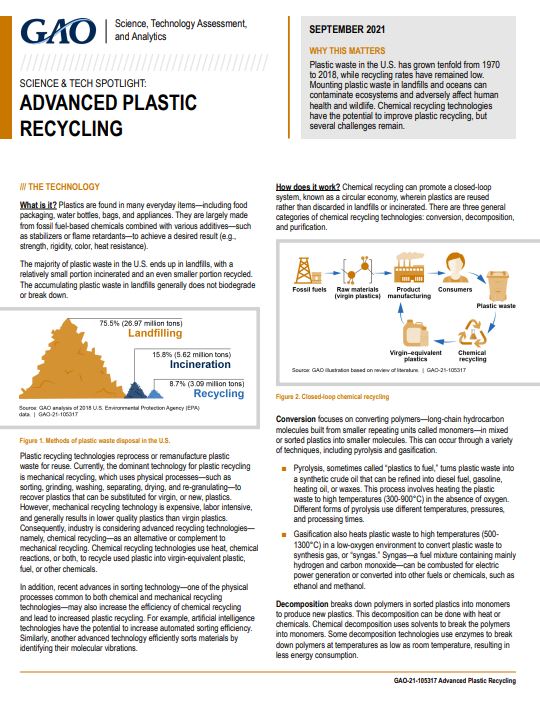 GAO
Science, Technology Assessment,
and Analytics
SCIENCE & TECH SPOTLIGHT:
ADVANCED PLASTIC
RECYCLING
SEPTEMBER 2021
WHY THIS MATTERS
Plastic waste in the U.S. has grown tenfold from 1970
to 2018, while recycling rates have remained low.
Mounting plastic waste in landfills and oceans can
contaminate ecosystems and adversely affect human
health and wildlife. Chemical recycling technologies
have the potential to improve plastic recycling, but
several challenges remain.
/// THE TECHNOLOGY
What is it? Plastics are found in many everyday items—including food
packaging, water bottles, bags, and appliances. They are largely made
from fossil fuel-based chemicals combined with various additives—such
as stabilizers or flame retardants—to achieve a desired result (e.g.,
strength, rigidity, color, heat resistance).
The majority of plastic waste in the U.S. ends up in landfills, with a
relatively small portion incinerated and an even smaller portion recycled.
The accumulating plastic waste in landfills generally does not biodegrade
or break down.
75.5% (26.97 million tons)
Landfilling
15.8% (5.62 million tons)
Incineration
8.7% (3.09 million tons)
Recycling
Source: GAO analysis of 2018 U.S. Environmental Protection Agency (EPA)
data. | GAO-21-105317
Figure 1. Methods of plastic waste disposal in the U.S.
Plastic recycling technologies reprocess or remanufacture plastic
waste for reuse. Currently, the dominant technology for plastic recycling
is mechanical recycling, which uses physical processes—such as
sorting, grinding, washing, separating, drying, and re-granulating—to
recover plastics that can be substituted for virgin, or new, plastics.
However, mechanical recycling technology is expensive, labor intensive,
and generally results in lower quality plastics than virgin plastics.
Consequently, industry is considering advanced recycling technologies—
namely, chemical recycling—as an alternative or complement to
mechanical recycling. Chemical recycling technologies use heat, chemical
reactions, or both, to recycle used plastic into virgin-equivalent plastic,
fuel, or other chemicals.
In addition, recent advances in sorting technology—one of the physical
processes common to both chemical and mechanical recycling
technologies—may also increase the efficiency of chemical recycling
and lead to increased plastic recycling. For example, artificial intelligence
technologies have the potential to increase automated sorting efficiency.
Similarly, another advanced technology efficiently sorts materials by
identifying their molecular vibrations.
How does it work? Chemical recycling can promote a closed-loop
system, known as a circular economy, wherein plastics are reused
rather than discarded in landfills or incinerated. There are three general
categories of chemical recycling technologies: conversion, decomposition,
and purification.
Fossil fuels
Raw materials
(virgin plastics)
Product
manufacturing
Consumers
Plastic waste
Virgin–equivalent
plastics
Chemical
recycling
Source: GAO illustration based on review of literature. | GAO-21-105317
Figure 2. Closed-loop chemical recycling
Conversion focuses on converting polymers—long-chain hydrocarbon
molecules built from smaller repeating units called monomers—in mixed
or sorted plastics into smaller molecules. This can occur through a variety
of techniques, including pyrolysis and gasification.
■ Pyrolysis, sometimes called “plastics to fuel,” turns plastic waste into
a synthetic crude oil that can be refined into diesel fuel, gasoline,
heating oil, or waxes. This process involves heating the plastic
waste to high temperatures (300-900°C) in the absence of oxygen.
Different forms of pyrolysis use different temperatures, pressures,
and processing times.
■ Gasification also heats plastic waste to high temperatures (500-
1300°C) in a low-oxygen environment to convert plastic waste to
synthesis gas, or “syngas.” Syngas—a fuel mixture containing mainly
hydrogen and carbon monoxide—can be combusted for electric
power generation or converted into other fuels or chemicals, such as
ethanol and methanol.
Decomposition breaks down polymers in sorted plastics into monomers
to produce new plastics. This decomposition can be done with heat or
chemicals. Chemical decomposition uses solvents to break the polymers
into monomers. Some decomposition technologies use enzymes to break
down polymers at temperatures as low as room temperature, resulting in
less energy consumption.
GAO-21-105317 Advanced Plastic Recycling